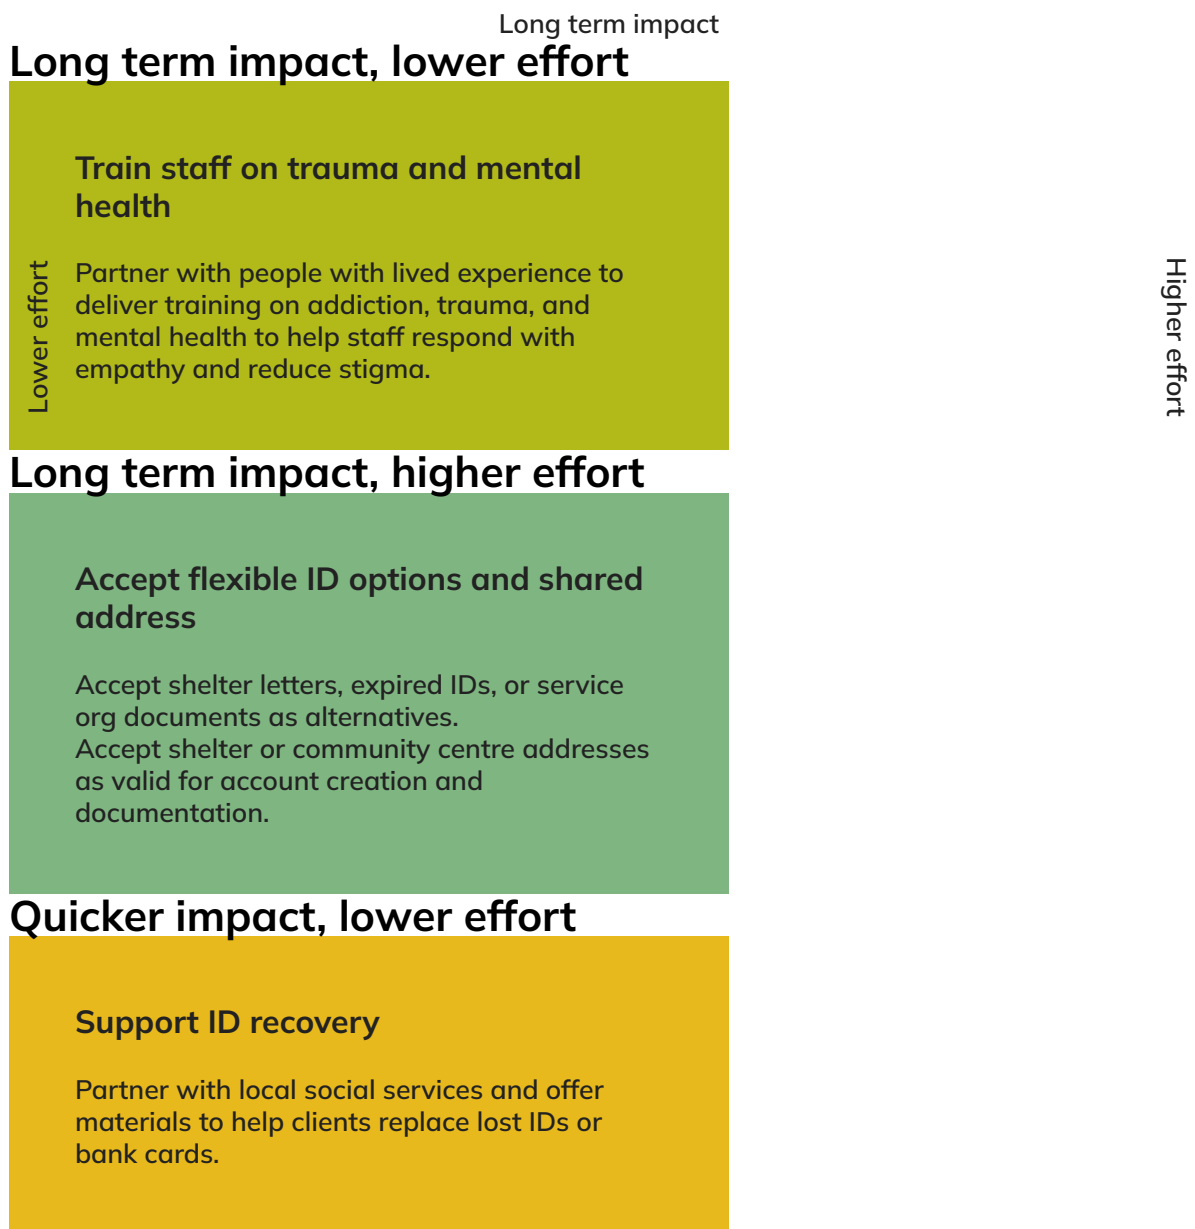 Long term impact
Long term impact, lower effort
Train staff on trauma and mental
health
Lower effort
Partner with people with lived experience to
deliver training on addiction, trauma, and
mental health to help staff respond with
empathy and reduce stigma.
Higher effort
Long term impact, higher effort
Accept flexible ID options and shared
address
Accept shelter letters, expired IDs, or service
org documents as alternatives.
Accept shelter or community centre addresses
as valid for account creation and
documentation.
Quicker impact, lower effort
Support ID recovery
Partner with local social services and offer
materials to help clients replace lost IDs or
bank cards.